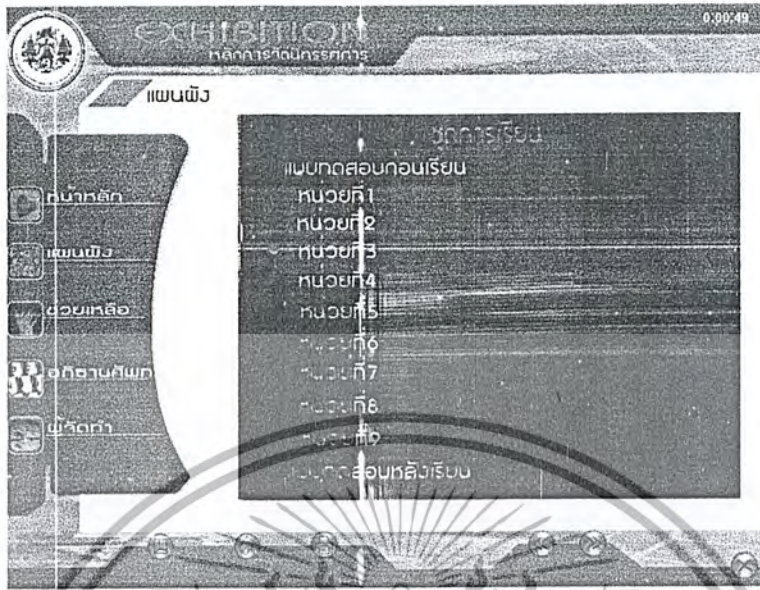 0:00:49
EXHIBITION
หลักการจัดนิทรรศการ
แผนผัง
ชุดการเรียน
แบบทดสอบก่อนเรียน
หน่วยที่1
หน่วยที่2
หน่วยที่3
หน่วยที่4
หน่วยที่5
หน่วยที่6
หน่วยที่7
หน่วยที่8
หน่วยที่9
แบบทดสอบหลังเรียน
หน้าหลัก
แผนผัง
ช่วยเหลือ
อภิธานศัพท์
ผู้จัดทำ